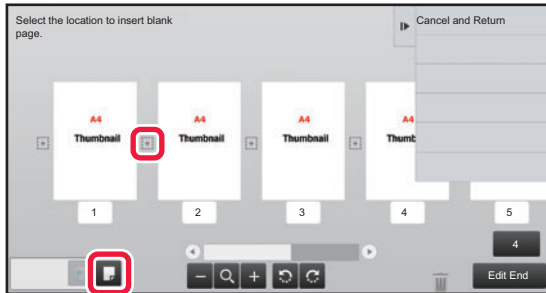 Select the location to insert blank
page.
Cancel and Return
A4
Thumbnail
A4
Thumbnail
A4
Thumbnail
A4
Thumb
1
2
3
4
5
4
Edit End